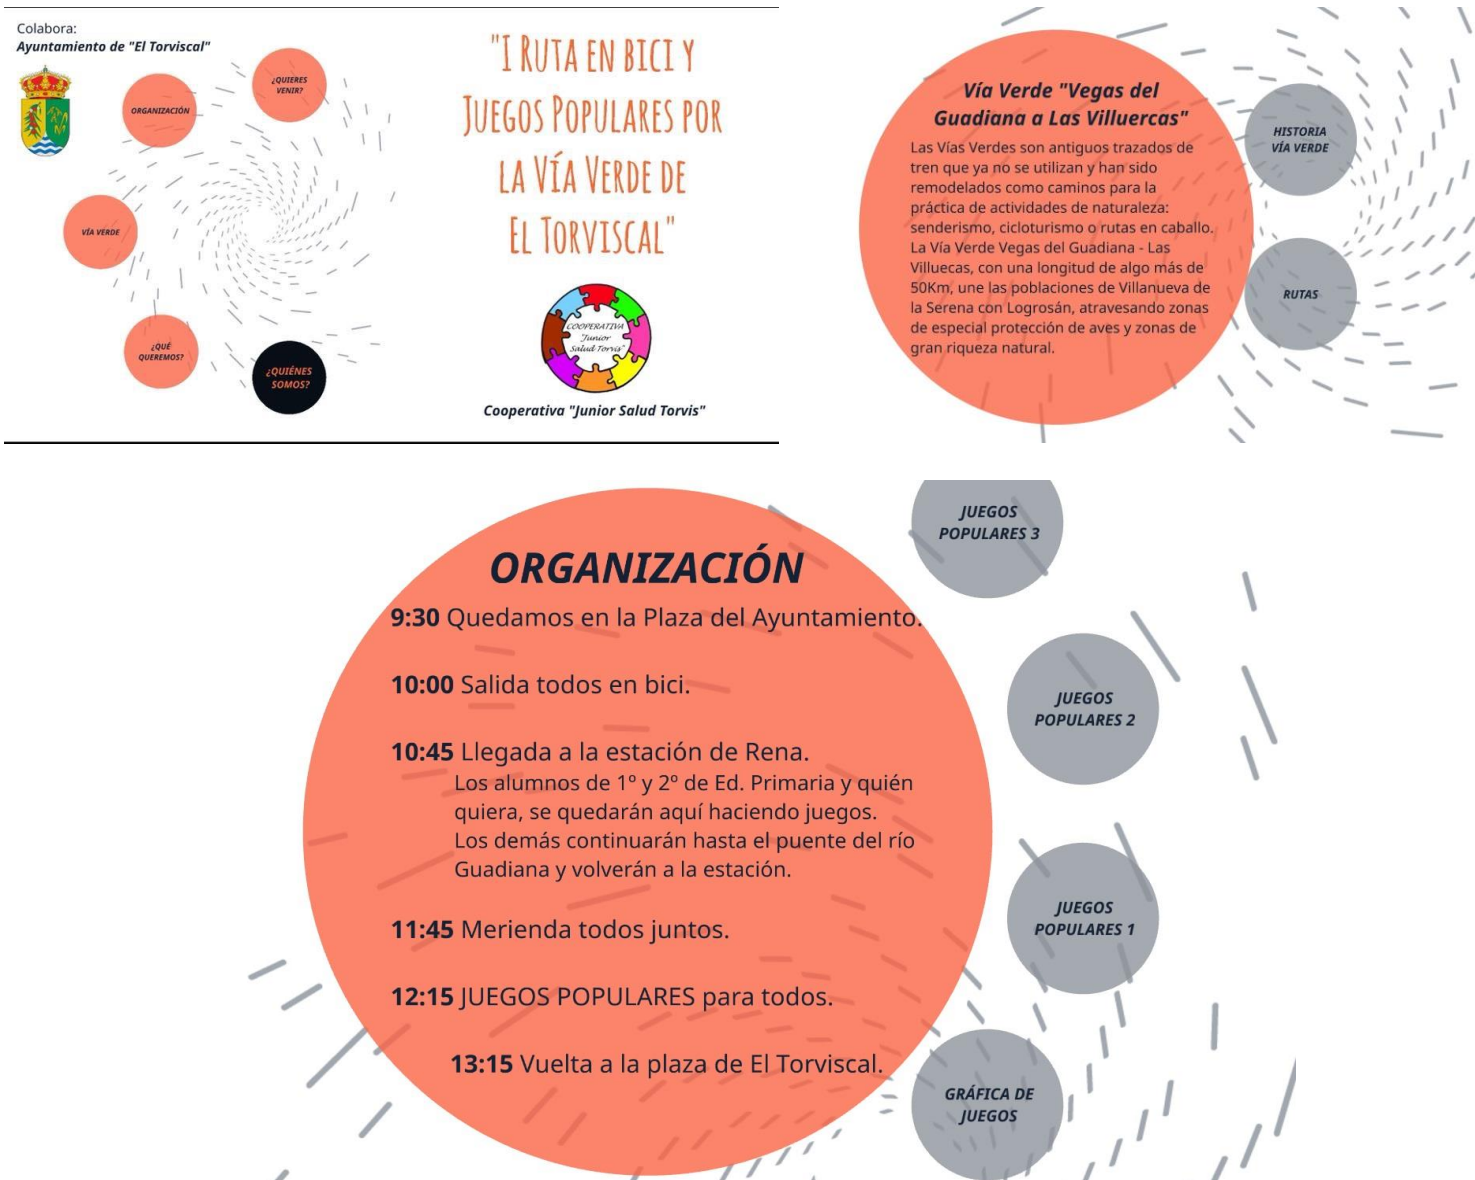 Colabora:
Ayuntamiento de "El Torviscal"
ORGANIZACIÓN
¿QUIERES
VENIR?
VÍA VERDE
¿QUÉ
QUEREMOS?
¿QUIÉNES
SOMOS?
"I RUTA EN BICI Y
JUEGOS POPULARES POR
LA VÍA VERDE DE
EL TORVISCAL"
COOPERATIVA
"Junior
Salud Torvis"
Cooperativa "Junior Salud Torvis"
Vía Verde "Vegas del
Guadiana a Las Villuercas"
Las Vías Verdes son antiguos trazados de
tren que ya no se utilizan y han sido
remodelados como caminos para la
práctica de actividades de naturaleza:
senderismo, cicloturismo o rutas en caballo.
La Vía Verde Vegas del Guadiana - Las
Villuecas, con una longitud de algo más de
50Km, une las poblaciones de Villanueva de
la Serena con Logrosán, atravesando zonas
de especial protección de aves y zonas de
gran riqueza natural.
HISTORIA
VÍA VERDE
RUTAS
ORGANIZACIÓN
9:30 Quedamos en la Plaza del Ayuntamiento.
10:00 Salida todos en bici.
10:45 Llegada a la estación de Rena.
Los alumnos de 1º y 2º de Ed. Primaria y quién
quiera, se quedarán aquí haciendo juegos.
Los demás continuarán hasta el puente del río
Guadiana y volverán a la estación.
11:45 Merienda todos juntos.
12:15 JUEGOS POPULARES para todos.
13:15 Vuelta a la plaza de El Torviscal.
JUEGOS
POPULARES 3
JUEGOS
POPULARES 2
JUEGOS
POPULARES 1
GRÁFICA DE
JUEGOS